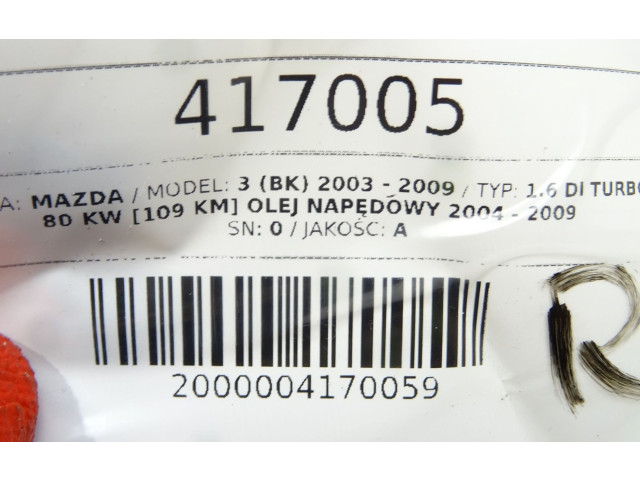 417005
A: MAZDA / MODEL: 3 (BK) 2003 - 2009 / TYP: 1.6 DI TURBO
80 KW [109 KM] OLEJ NAPĘDOWY 2004 - 2009
SN: 0 / JAKOŚĆ: A
R
2000004170059